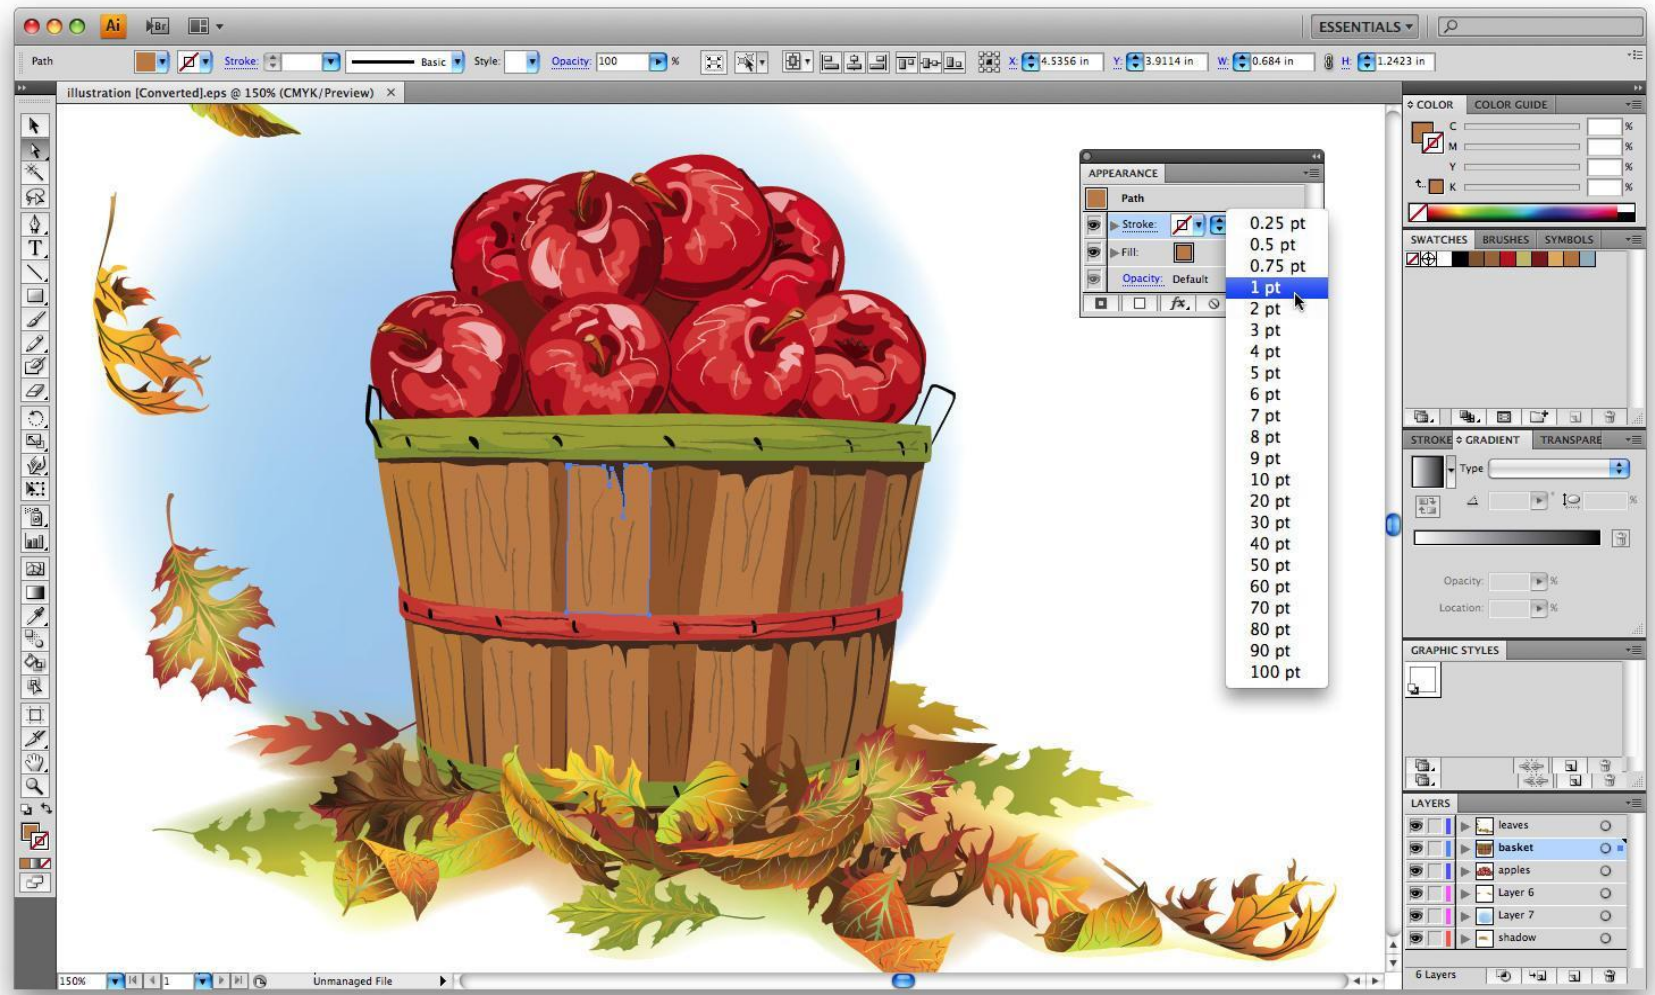 Ai Br ESSENTIALS
Path Stroke: Basic Style: Opacity: 100 % X: 4.5356 in Y: 3.9114 in W: 0.684 in H: 1.2423 in
illustration [Converted].eps @ 150% (CMYK/Preview) ×
COLOR COLOR GUIDE
C %
M %
Y %
K %
APPEARANCE
Path
Stroke:
Fill:
Opacity: Default
fx
0.25 pt
0.5 pt
0.75 pt
1 pt
2 pt
3 pt
4 pt
5 pt
6 pt
7 pt
8 pt
9 pt
10 pt
20 pt
30 pt
40 pt
50 pt
60 pt
70 pt
80 pt
90 pt
100 pt
SWATCHES BRUSHES SYMBOLS
STROKE GRADIENT TRANSPARE
Type
° %
Opacity: %
Location: %
GRAPHIC STYLES
LAYERS
leaves
basket
apples
Layer 6
Layer 7
shadow
6 Layers
T
150% 1 Unmanaged File